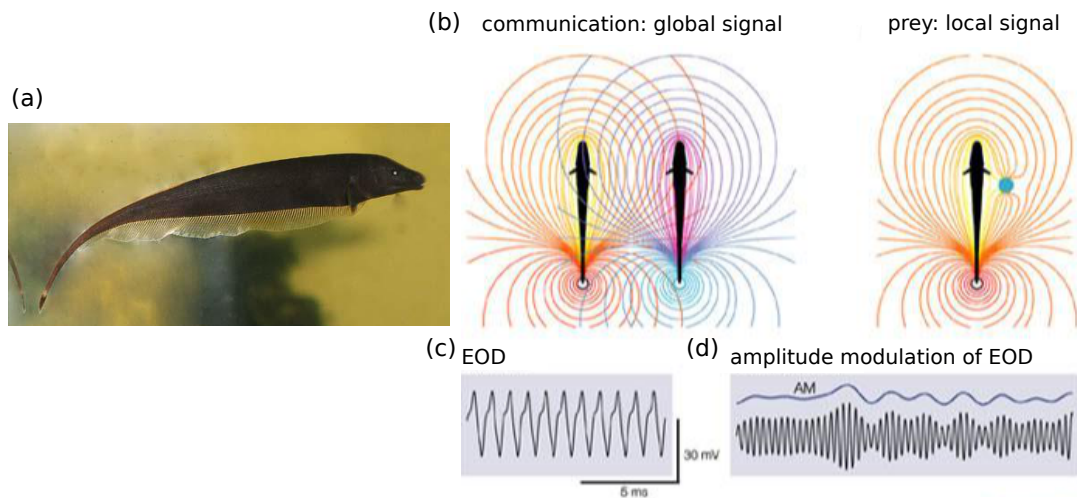 (a)
(b) communication: global signal
prey: local signal
(c) EOD
30 mV
5 ms
(d) amplitude modulation of EOD
AM